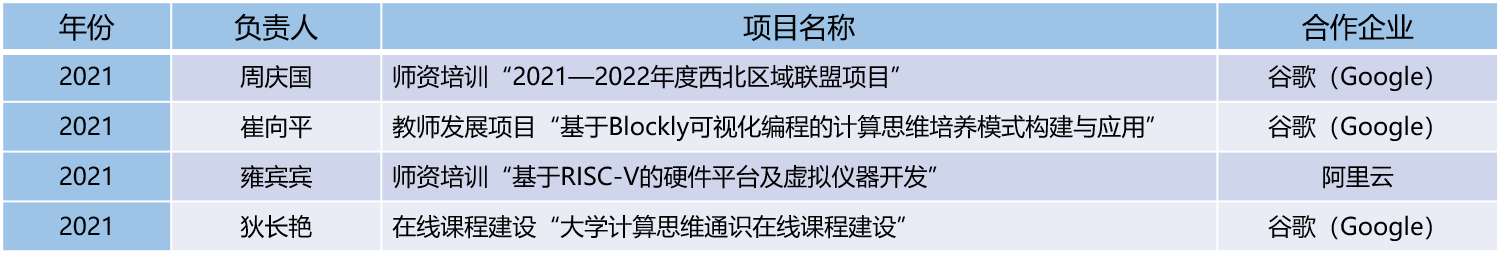 年份 负责人 项目名称 合作企业
2021 周庆国 师资培训“2021—2022年度西北区域联盟项目” 谷歌（Google）
2021 崔向平 教师发展项目“基于Blockly可视化编程的计算思维培养模式构建与应用” 谷歌（Google）
2021 雍宾宾 师资培训“基于RISC-V的硬件平台及虚拟仪器开发” 阿里云
2021 狄长艳 在线课程建设“大学计算思维通识在线课程建设” 谷歌（Google）